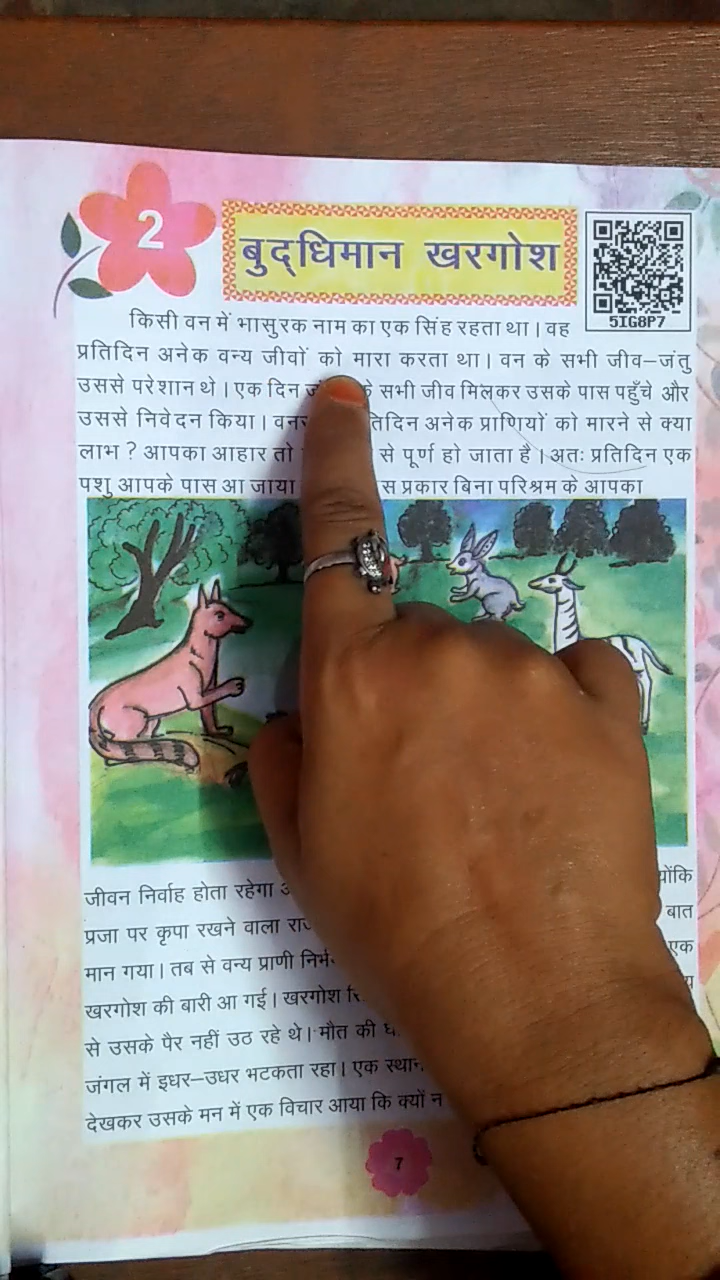 2
बुद्धिमान खरगोश
5IG8P7
किसी वन में भासुरक नाम का एक सिंह रहता था। वह
प्रतिदिन अनेक वन्य जीवों को मारा करता था। वन के सभी जीव–जंतु
उससे परेशान थे। एक दिन सभी जीव मिलकर उसके पास पहुँचे और
उससे निवेदन किया। अनेक प्राणियों को मारने से क्या
लाभ ? आपका आहार तो से पूर्ण हो जाता है। अतः प्रतिदिन एक
पशु आपके पास आ जाया प्रकार बिना परिश्रम के आपका
जीवन निर्वाह होता रहेगा
प्रजा पर कृपा रखने वाला बात
मान गया। तब से वन्य प्राणी एक
खरगोश की बारी आ गई। खरगोश
से उसके पैर नहीं उठ रहे थे। मौत की
जंगल में इधर–उधर भटकता रहा। एक
देखकर उसके मन में एक विचार आया कि क्यों न
7